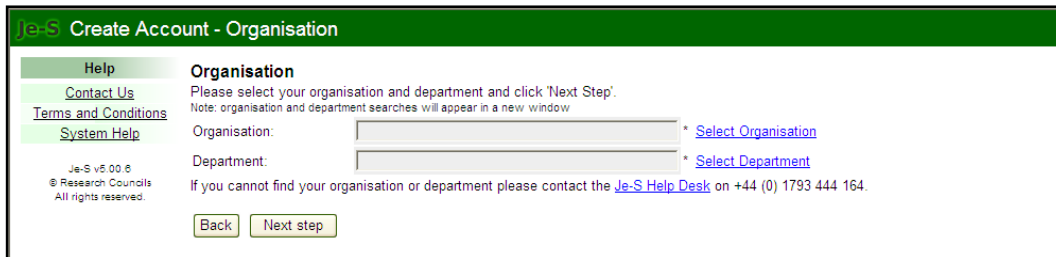 Je-S Create Account - Organisation
Help
Contact Us
Terms and Conditions
System Help
Je-S v5.00.6
© Research Councils
All rights reserved.
Organisation
Please select your organisation and department and click 'Next Step'.
Note: organisation and department searches will appear in a new window
Organisation: * Select Organisation
Department: * Select Department
If you cannot find your organisation or department please contact the Je-S Help Desk on +44 (0) 1793 444 164.
Back Next step